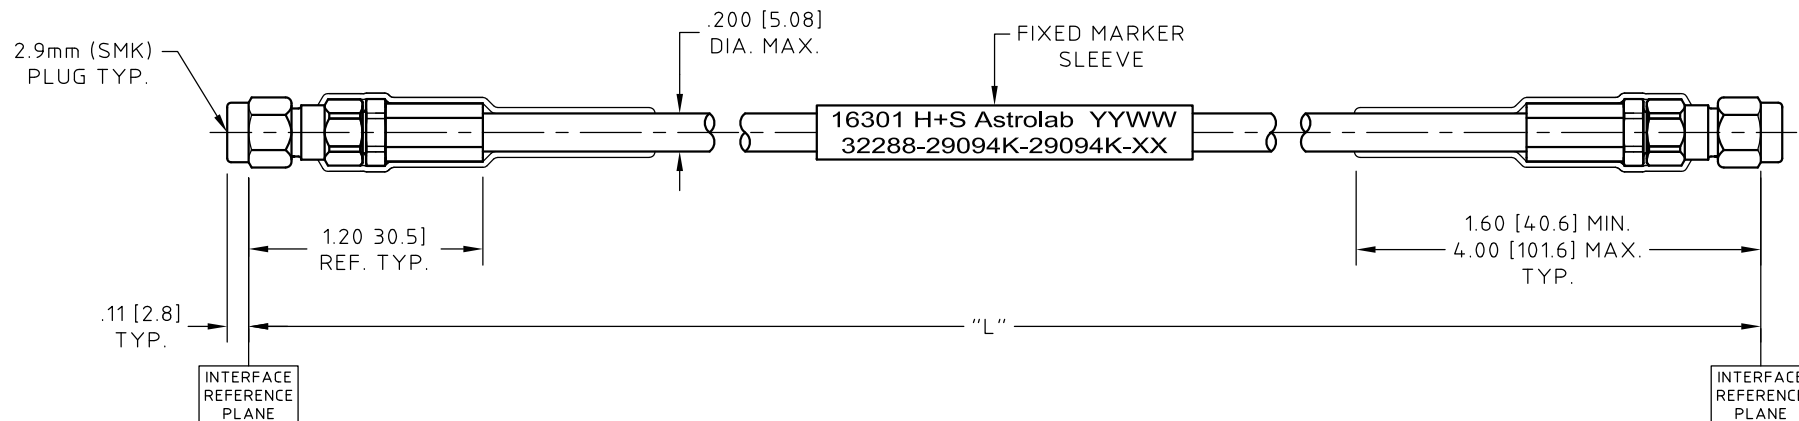 2.9mm (SMK)
PLUG TYP.
.200 [5.08]
DIA. MAX.
FIXED MARKER
SLEEVE
16301 H+S Astrolab YYWW
32288-29094K-29094K-XX
1.20 30.5]
REF. TYP.
1.60 [40.6] MIN.
4.00 [101.6] MAX.
TYP.
.11 [2.8]
TYP.
"L"
INTERFACE
REFERENCE
PLANE
INTERFACE
REFERENCE
PLANE